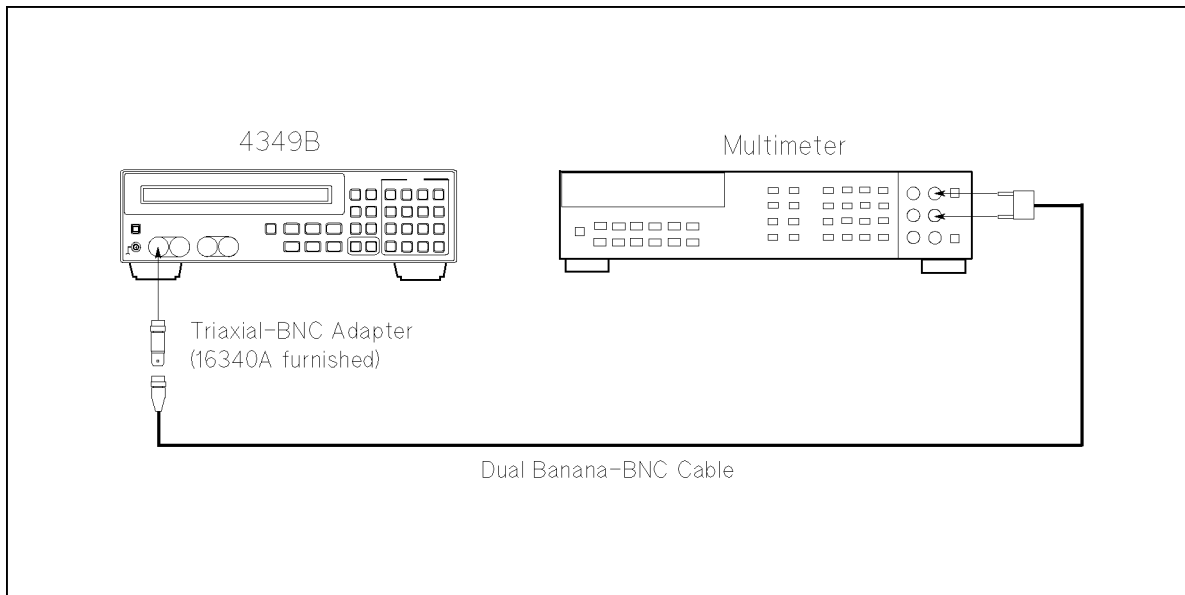 4349B
Multimeter
Triaxial-BNC Adapter
(16340A furnished)
Dual Banana-BNC Cable